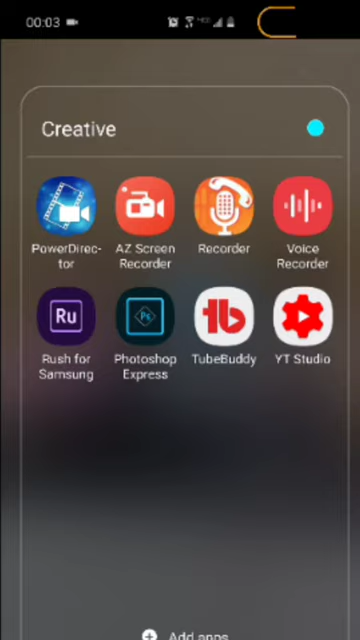 00:03
Creative
PowerDirec-
tor
AZ Screen
Recorder
Recorder
Voice
Recorder
Ru
Rush for
Samsung
Ps
Photoshop
Express
TubeBuddy
YT Studio
Add apps